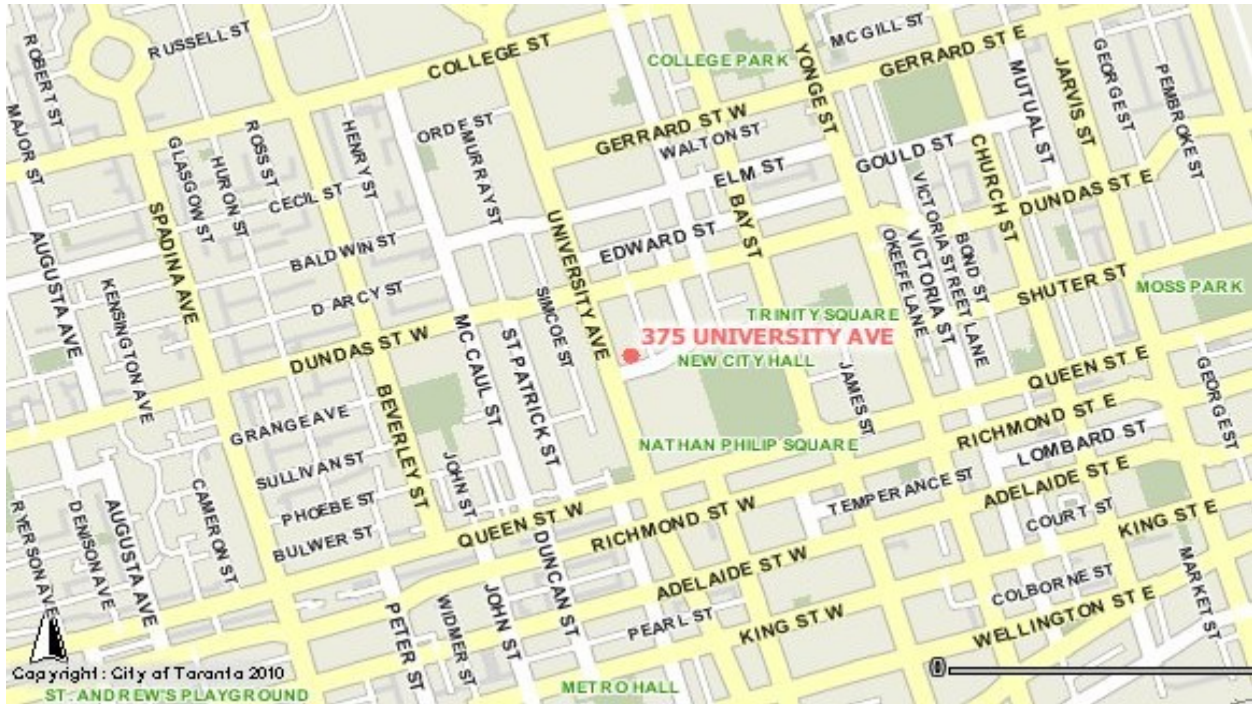 ROBERT ST
RUSSELL ST
COLLEGE ST
COLLEGE PARK
YONGE ST
MC GILL ST
GERRARD ST E
MUTUAL ST
JARVIS ST
GEORGE ST
PEMBROKE ST
MAJOR ST
GLASGOW ST
HURON ST
ROSS ST
HENRY ST
CECIL ST
ORDE ST
MURRAY ST
GERRARD ST W
WALTON ST
ELM ST
GOULD ST
CHURCH ST
DUNDAS ST E
SPADINA AVE
BALDWIN ST
UNIVERSITY AVE
EDWARD ST
BAY ST
OKEEFE LANE
VICTORIA ST
VICTORIA STREET LANE
BOND ST
SHUTER ST
MOSS PARK
AUGUSTA AVE
KENSINGTON AVE
D ARCY ST
DUNDAS ST W
MC CAUL ST
ST PATRICK ST
SIMCOE ST
TRINITY SQUARE
375 UNIVERSITY AVE
NEW CITY HALL
JAMES ST
QUEEN ST E
GEORGE ST
GRANGE AVE
BEVERLEY ST
NATHAN PHILIP SQUARE
RICHMOND ST E
LOMBARD ST
SULLIVAN ST
JOHN ST
TEMPERANCE ST
ADELAIDE ST E
PHOEBE ST
CAMERON ST
BULWER ST
QUEEN ST W
RICHMOND ST W
COURT ST
KING ST E
RYERSON AVE
DENISON AVE
AUGUSTA AVE
DUNCAN ST
ADELAIDE ST W
COLBORNE ST
MARKET ST
PETER ST
WIDMER ST
JOHN ST
PEARL ST
KING ST W
WELLINGTON ST E
Copyright : City of Toronto 2010
0
ST. ANDREW'S PLAYGROUND
METRO HALL